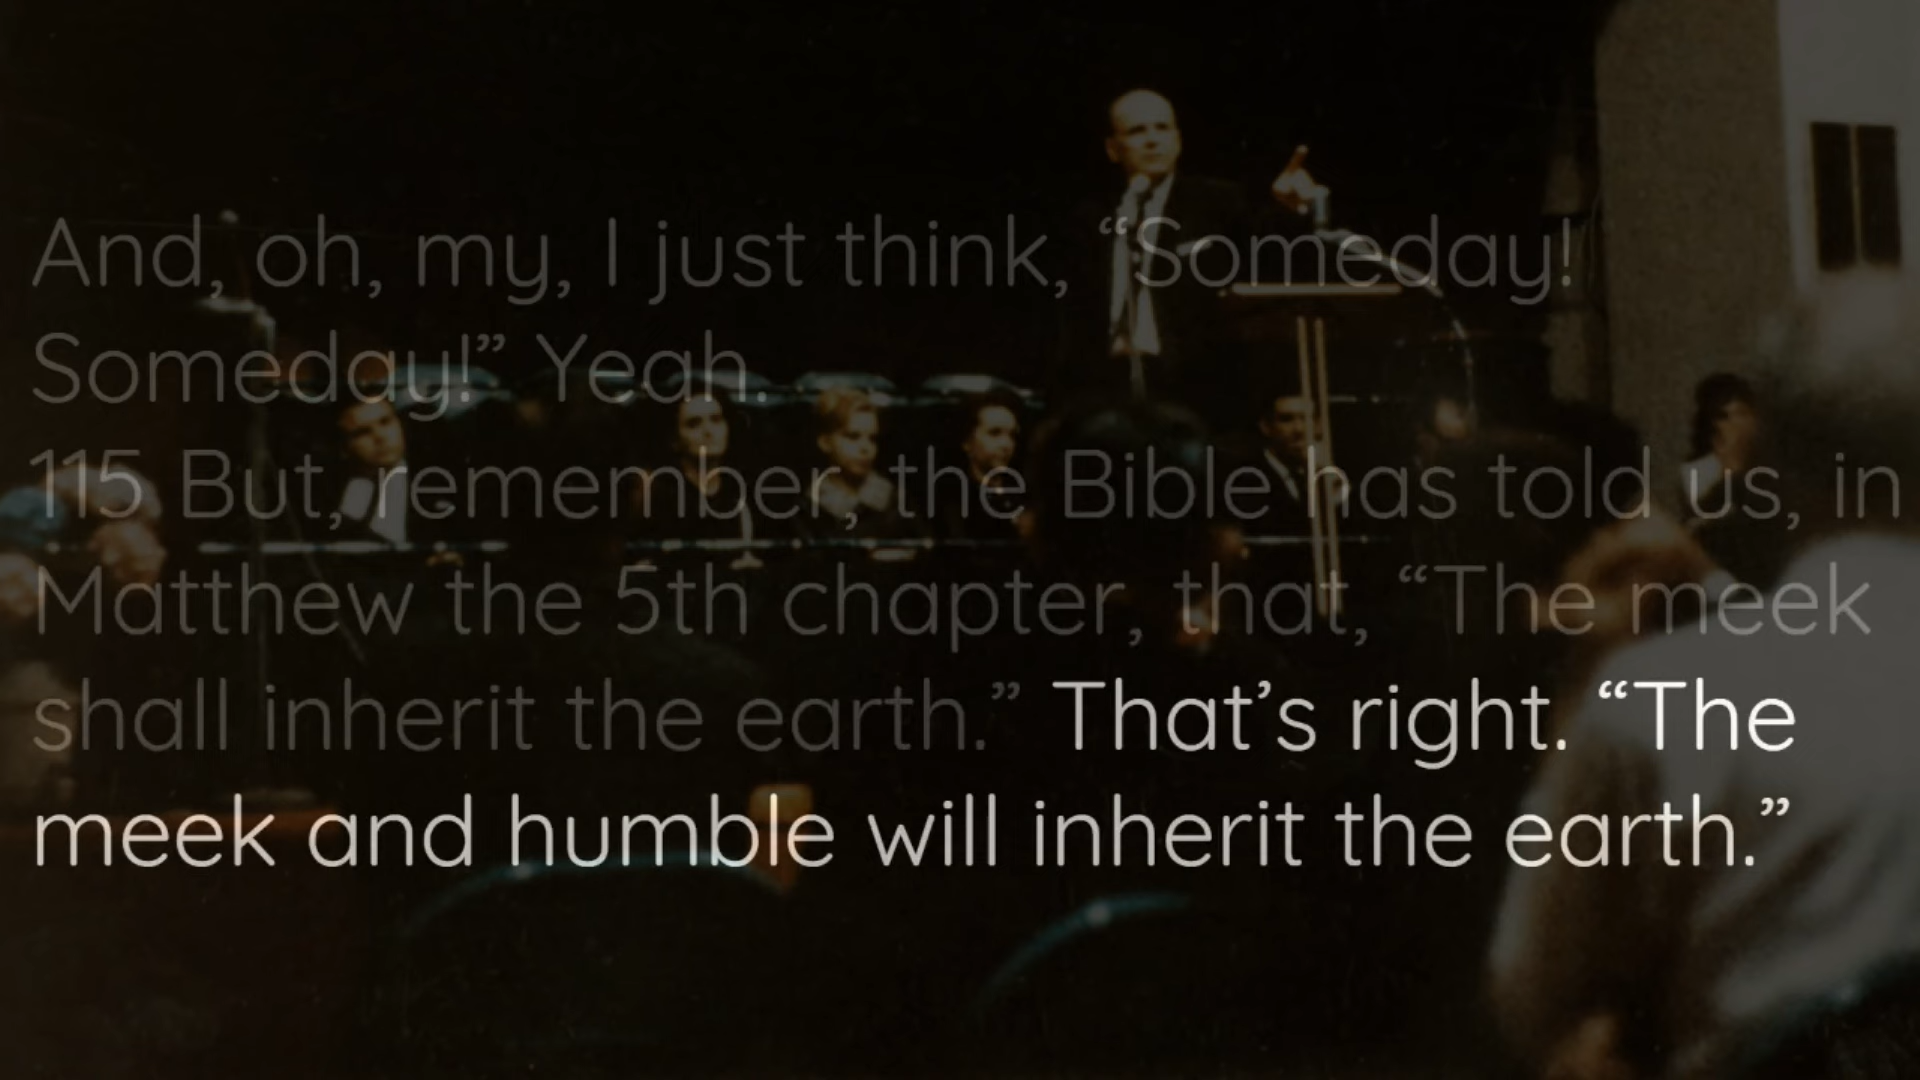 And, oh, my, I just think, “Someday!
Someday!” Yeah.
115 But, remember, the Bible has told us, in
Matthew the 5th chapter, that, “The meek
shall inherit the earth.” That’s right. “The
meek and humble will inherit the earth.”